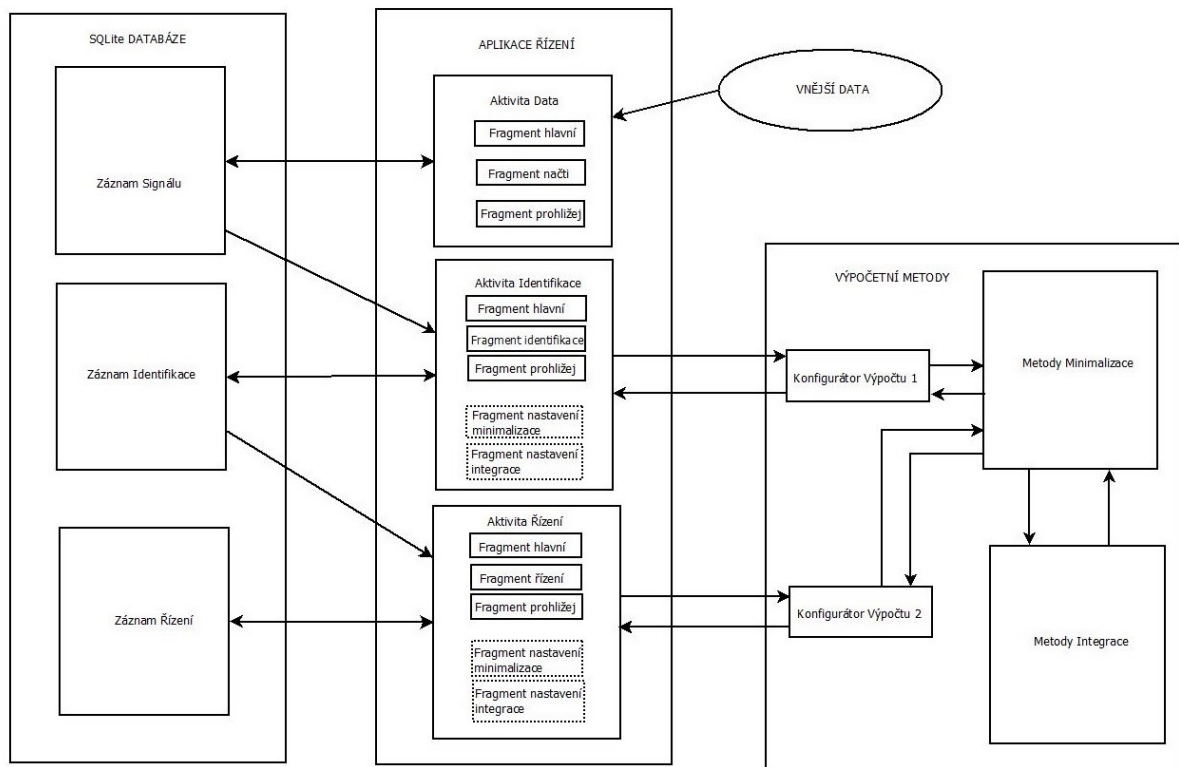 SQLite DATABÁZE
Záznam Signálu
Záznam Identifikace
Záznam Řízení
APLIKACE ŘÍZENÍ
Aktivita Data
Fragment hlavní
Fragment načti
Fragment prohlížej
Aktivita Identifikace
Fragment hlavní
Fragment identifikace
Fragment prohlížej
Fragment nastavení
minimalizace
Fragment nastavení
integrace
Aktivita Řízení
Fragment hlavní
Fragment řízení
Fragment prohlížej
Fragment nastavení
minimalizace
Fragment nastavení
integrace
VNĚJŠÍ DATA
VÝPOČETNÍ METODY
Konfigurátor Výpočtu 1
Metody Minimalizace
Konfigurátor Výpočtu 2
Metody Integrace